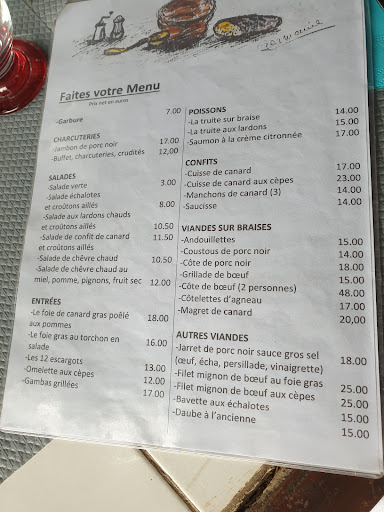 Faites votre Menu
Prix net en euros
-Garbure 7.00
CHARCUTERIES
-Jambon de porc noir 17.00
-Buffet, charcuteries, crudités 12,00
SALADES
-Salade verte 3.00
-Salade échalotes
et croûtons aillés 8.00
-Salade aux lardons chauds
et croûtons aillés 10.50
-Salade de confit de canard 11.50
et croûtons aillés
-Salade de chèvre chaud 10.50
-Salade de chèvre chaud au
miel, pomme, pignons, fruit sec 12.00
ENTRÉES
-Le foie de canard gras poêlé
aux pommes 18.00
-Le foie gras au torchon en
salade 16.00
-Les 12 escargots 13.00
-Omelette aux cèpes 12.00
-Gambas grillées 17.00
POISSONS
-La truite sur braise 14.00
-La truite aux lardons 15.00
-Saumon à la crème citronnée 17.00
CONFITS
-Cuisse de canard 17.00
-Cuisse de canard aux cèpes 23.00
-Manchons de canard (3) 14.00
-Saucisse 14.00
VIANDES SUR BRAISES
-Andouillettes 15.00
-Coustous de porc noir 14.00
-Côte de porc noir 18.00
-Grillade de bœuf 15.00
-Côte de bœuf (2 personnes) 48.00
-Côtelettes d'agneau 17.00
-Magret de canard 20,00
AUTRES VIANDES
-Jarret de porc noir sauce gros sel 18.00
(œuf, écha, persillade, vinaigrette)
-Filet mignon de bœuf au foie gras 25.00
-Filet mignon de bœuf aux cèpes 25.00
-Bavette aux échalotes 15.00
-Daube à l'ancienne 15.00